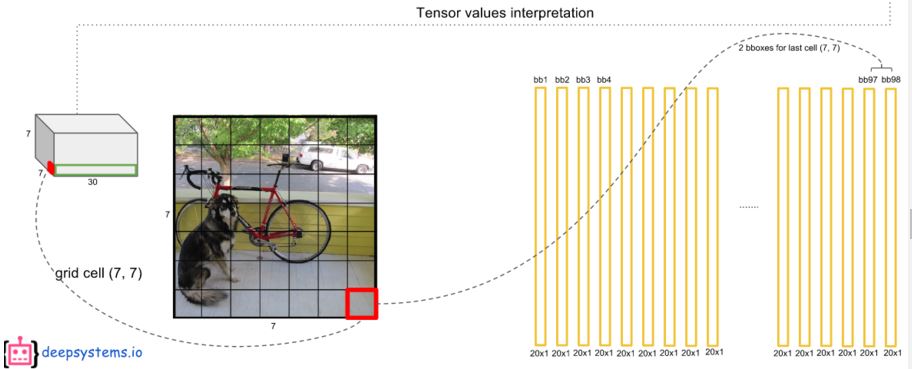 Tensor values interpretation
2 bboxes for last cell (7, 7)
bb1 bb2 bb3 bb4
bb97 bb98
7
7
30
7
7
grid cell (7, 7)
.......
20x1 20x1 20x1 20x1 20x1 20x1 20x1 20x1 20x1
20x1 20x1 20x1 20x1 20x1 20x1
{ } deepsystems.io